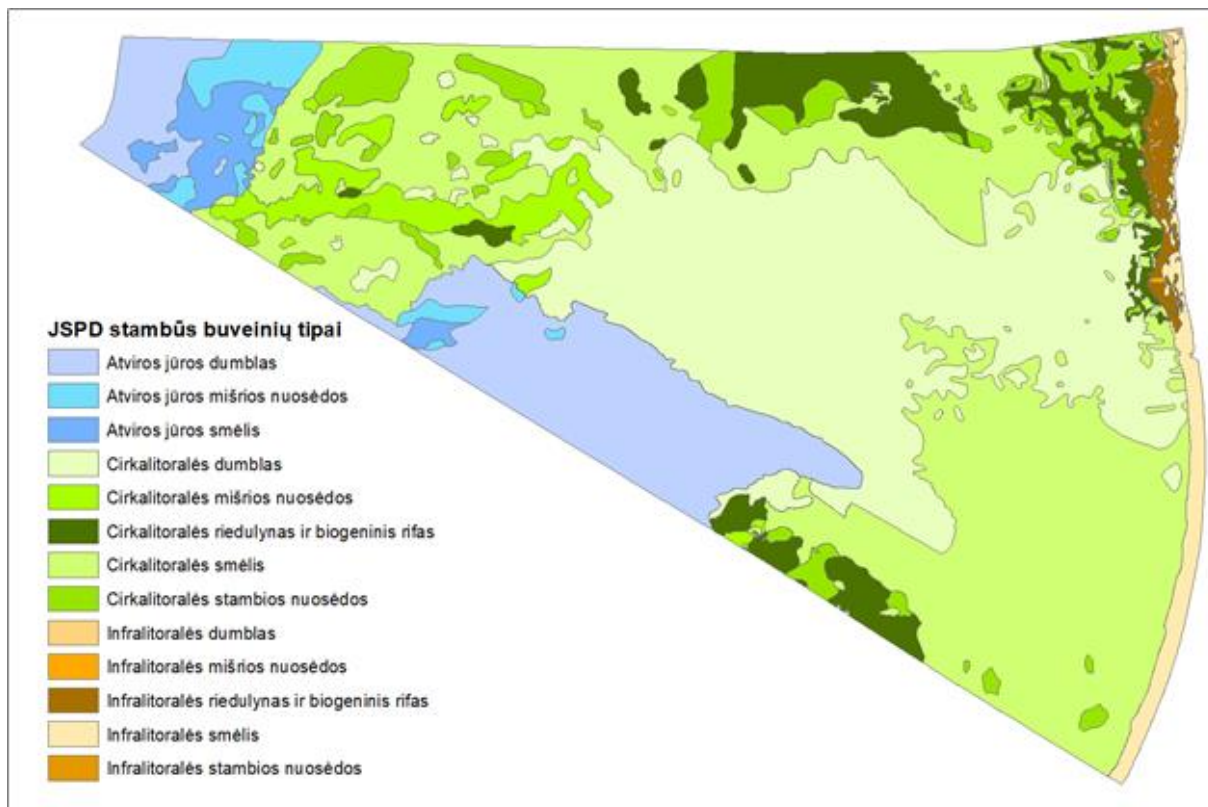 JSPD stambūs buveinių tipai
Atviros jūros dumblas
Atviros jūros mišrios nuosėdos
Atviros jūros smėlis
Cirkalitoralės dumblas
Cirkalitoralės mišrios nuosėdos
Cirkalitoralės riedulynas ir biogeninis rifas
Cirkalitoralės smėlis
Cirkalitoralės stambios nuosėdos
Infralitoralės dumblas
Infralitoralės mišrios nuosėdos
Infralitoralės riedulynas ir biogeninis rifas
Infralitoralės smėlis
Infralitoralės stambios nuosėdos